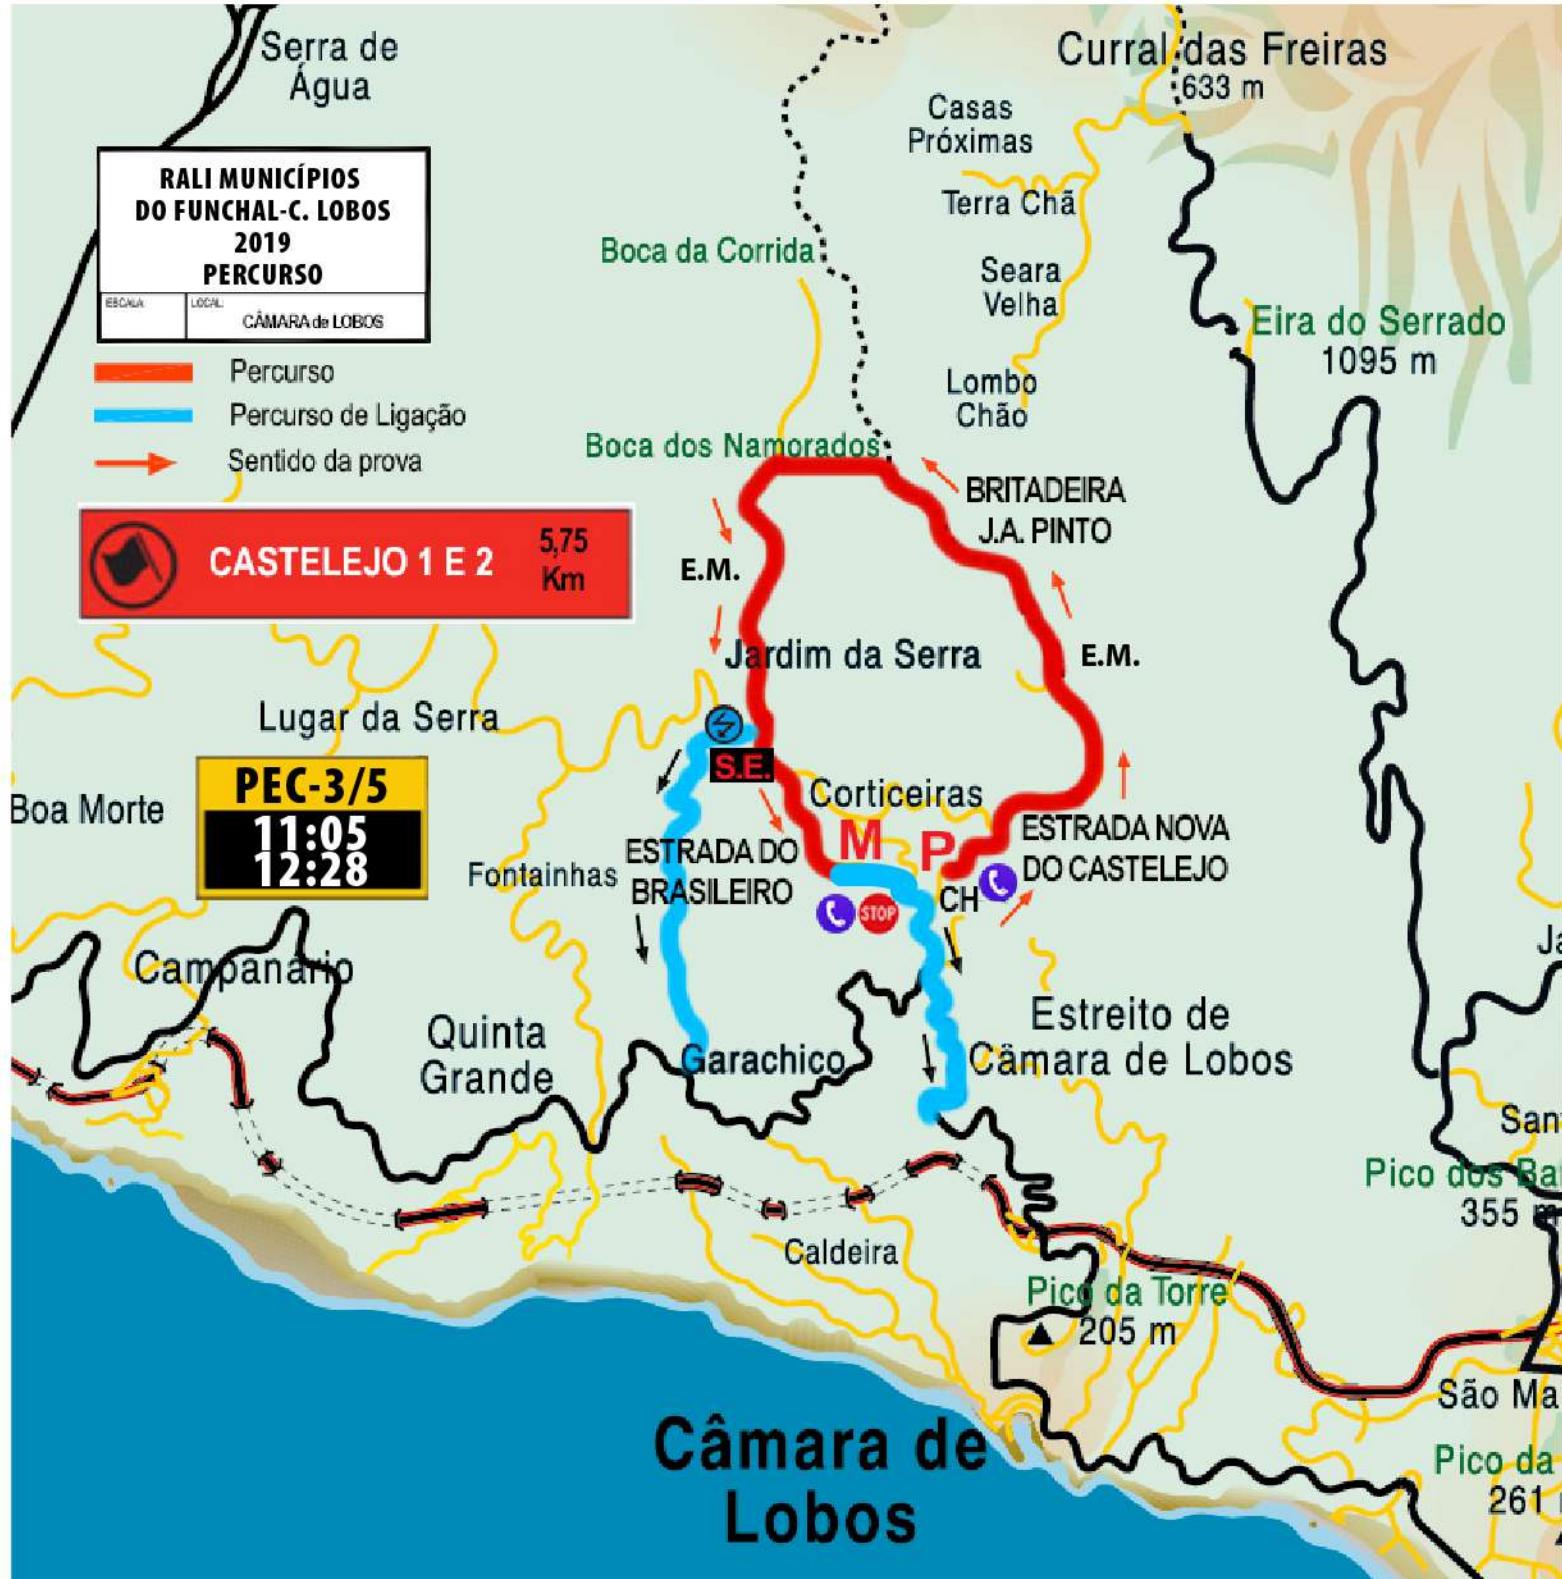 Serra de
Água
Curral das Freiras
633 m
Casas
Próximas
RALI MUNICÍPIOS
DO FUNCHAL-C. LOBOS
2019
PERCURSO
ESCALA:
LOCAL:
CÂMARA de LOBOS
Terra Chã
Boca da Corrida
Seara
Velha
Eira do Serrado
1095 m
Percurso
Percurso de Ligação
Sentido da prova
Lombo
Chão
Boca dos Namorados
BRITADEIRA
J.A. PINTO
CASTELEJO 1 E 2
5,75
Km
E.M.
Jardim da Serra
E.M.
Lugar da Serra
S.E.
PEC-3/5
11:05
12:28
Boa Morte
Corticeiras
M
P
ESTRADA NOVA
DO CASTELEJO
ESTRADA DO
BRASILEIRO
Fontainhas
CH
STOP
Campanário
Quinta
Grande
Garachico
Estreito de
Câmara de Lobos
Ja
San
Pico dos Bar
355 m
Caldeira
Pico da Torre
205 m
São Ma
Câmara de
Lobos
Pico da
261